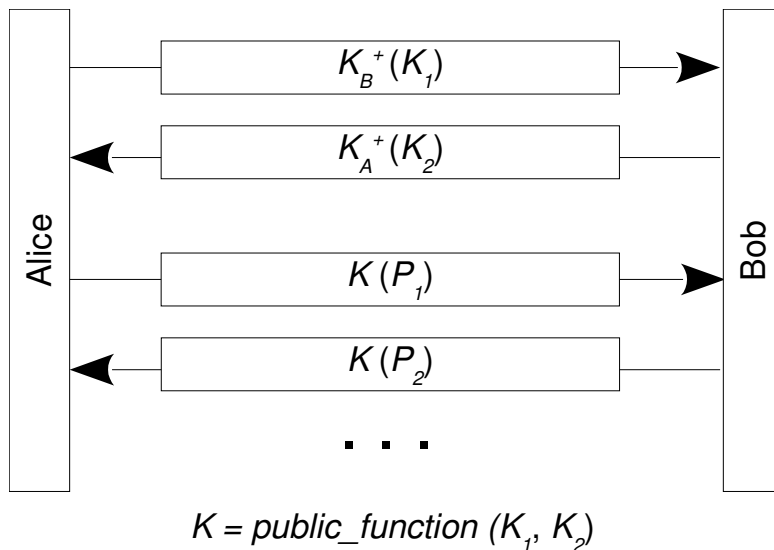 K_B^+(K_1)
K_A^+(K_2)
Alice
Bob
K(P_1)
K(P_2)
. . .
K = public_function (K_1, K_2)